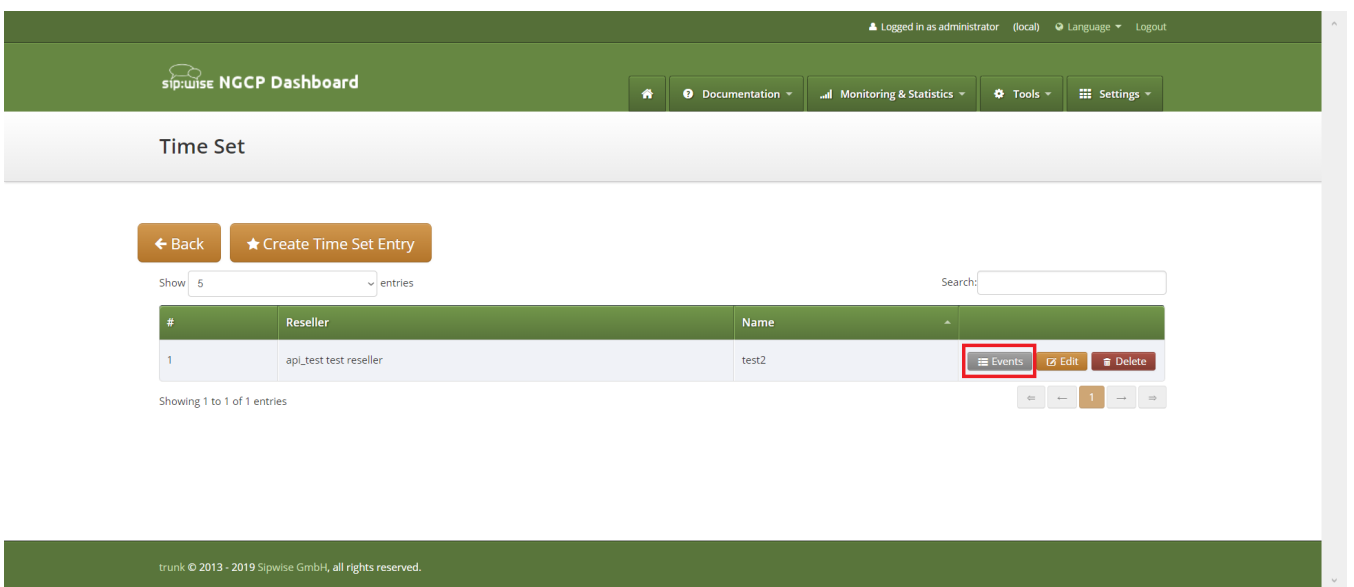 Logged in as administrator (local) Language Logout
sip:wise NGCP Dashboard
Documentation Monitoring & Statistics Tools Settings
Time Set
Back Create Time Set Entry
Show 5 entries Search:
# Reseller Name
1 api_test test reseller test2 Events Edit Delete
Showing 1 to 1 of 1 entries ⇐ ← 1 → ⇒
trunk © 2013 - 2019 Sipwise GmbH, all rights reserved.